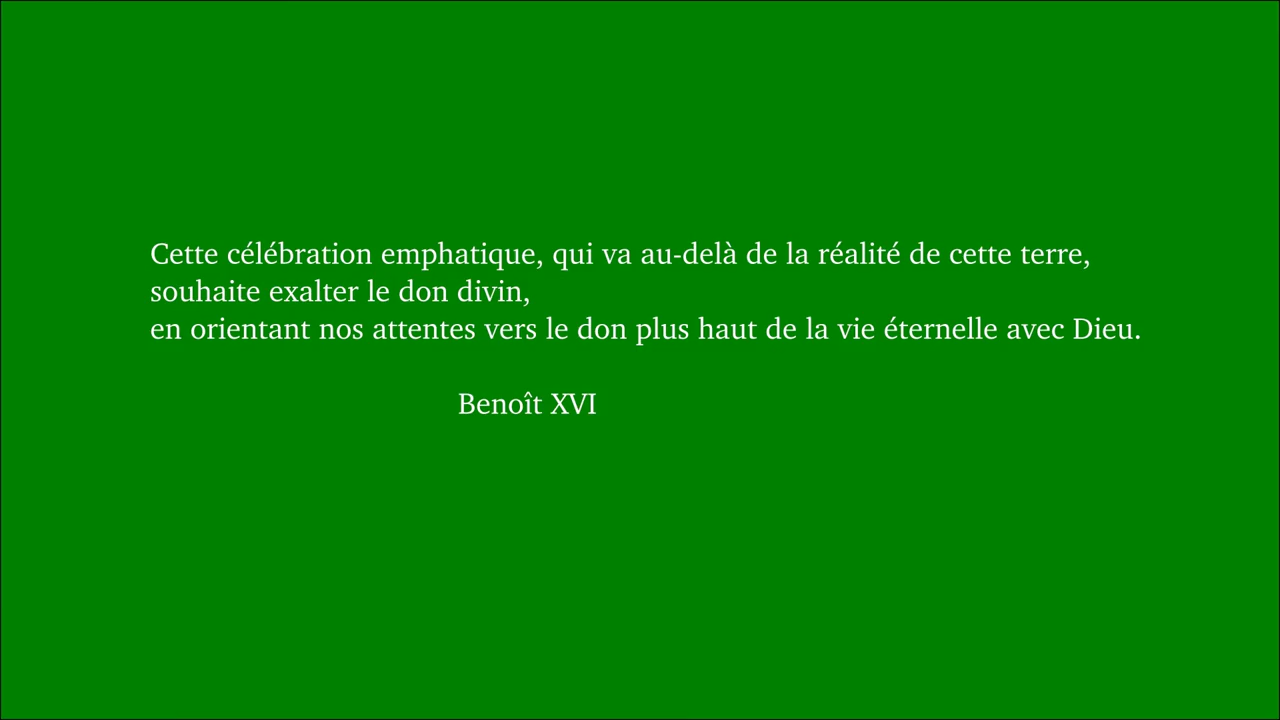 Cette célébration emphatique, qui va au-delà de la réalité de cette terre,
souhaite exalter le don divin,
en orientant nos attentes vers le don plus haut de la vie éternelle avec Dieu.
Benoît XVI